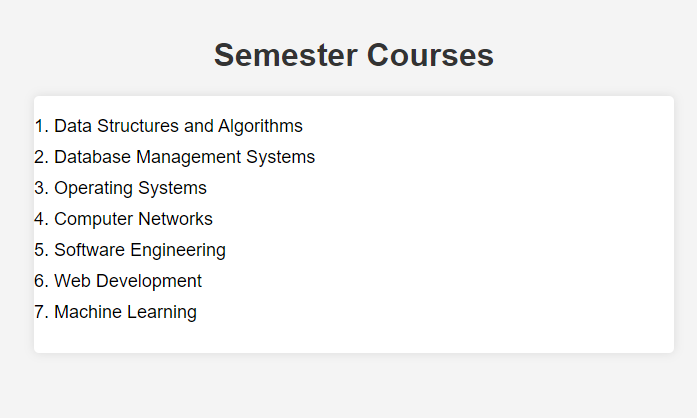 Semester Courses
1. Data Structures and Algorithms
2. Database Management Systems
3. Operating Systems
4. Computer Networks
5. Software Engineering
6. Web Development
7. Machine Learning